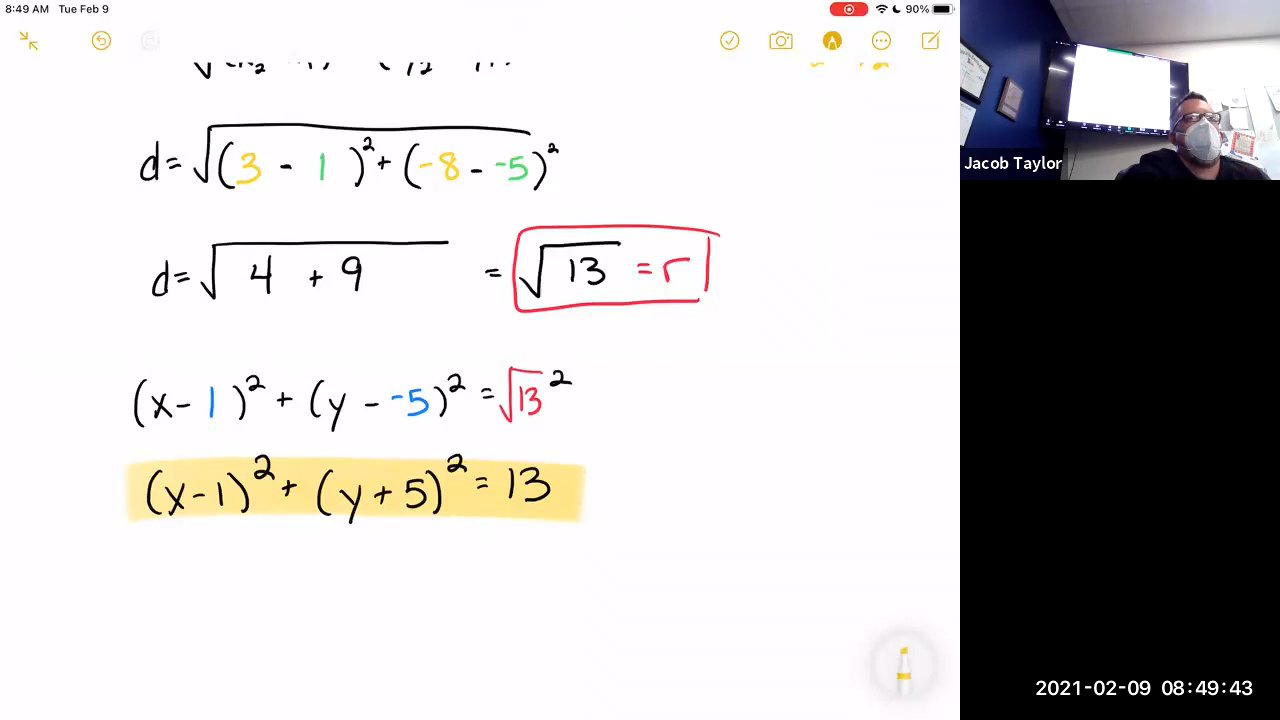 8:49 AM Tue Feb 9
90%
d = √(3 - 1)² + (-8 - -5)²
d = √4 + 9 = √13 = r
(x - 1)² + (y - -5)² = √13²
(x - 1)² + (y + 5)² = 13
Jacob Taylor
2021-02-09 08:49:43